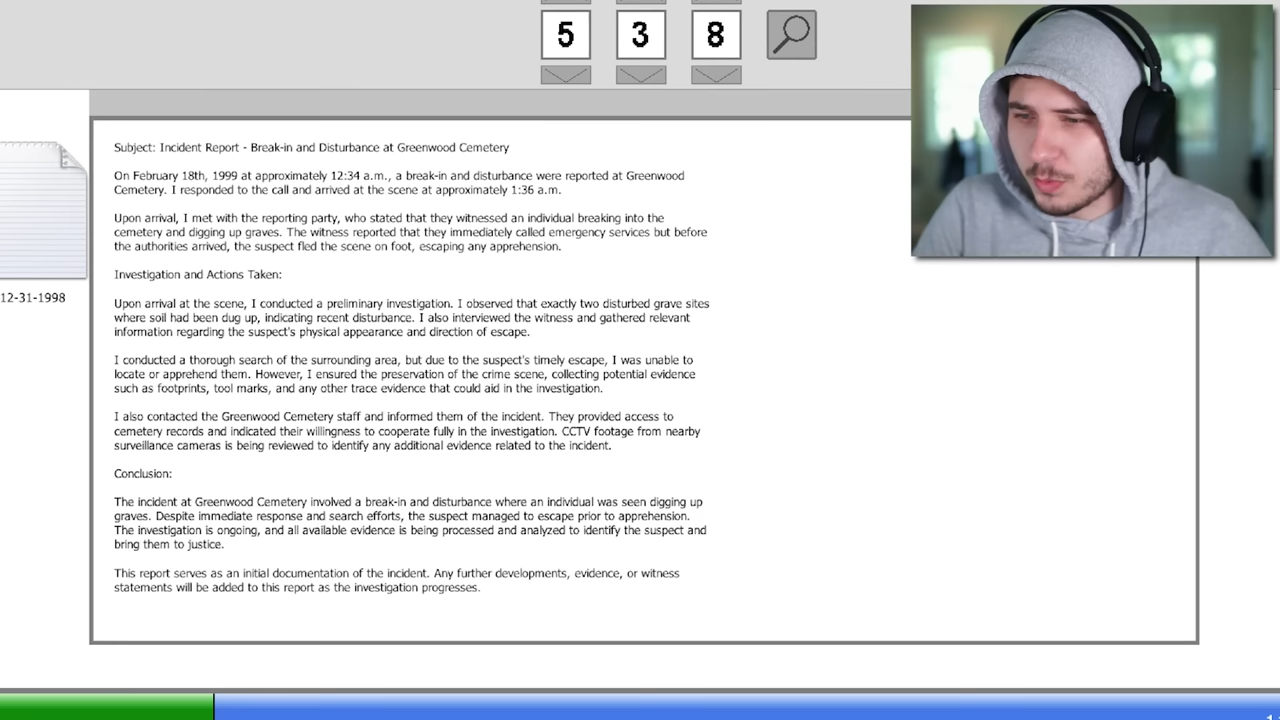 5 3 8
Subject: Incident Report - Break-in and Disturbance at Greenwood Cemetery
On February 18th, 1999 at approximately 12:34 a.m., a break-in and disturbance were reported at Greenwood
Cemetery. I responded to the call and arrived at the scene at approximately 1:36 a.m.
Upon arrival, I met with the reporting party, who stated that they witnessed an individual breaking into the
cemetery and digging up graves. The witness reported that they immediately called emergency services but before
the authorities arrived, the suspect fled the scene on foot, escaping any apprehension.
Investigation and Actions Taken:
Upon arrival at the scene, I conducted a preliminary investigation. I observed that exactly two disturbed grave sites
where soil had been dug up, indicating recent disturbance. I also interviewed the witness and gathered relevant
information regarding the suspect's physical appearance and direction of escape.
I conducted a thorough search of the surrounding area, but due to the suspect's timely escape, I was unable to
locate or apprehend them. However, I ensured the preservation of the crime scene, collecting potential evidence
such as footprints, tool marks, and any other trace evidence that could aid in the investigation.
I also contacted the Greenwood Cemetery staff and informed them of the incident. They provided access to
cemetery records and indicated their willingness to cooperate fully in the investigation. CCTV footage from nearby
surveillance cameras is being reviewed to identify any additional evidence related to the incident.
Conclusion:
The incident at Greenwood Cemetery involved a break-in and disturbance where an individual was seen digging up
graves. Despite immediate response and search efforts, the suspect managed to escape prior to apprehension.
The investigation is ongoing, and all available evidence is being processed and analyzed to identify the suspect and
bring them to justice.
This report serves as an initial documentation of the incident. Any further developments, evidence, or witness
statements will be added to this report as the investigation progresses.
12-31-1998